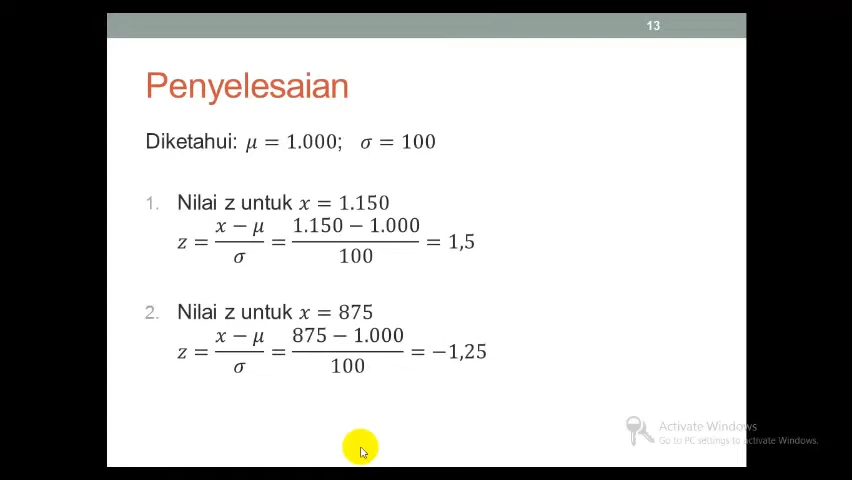 13
Penyelesaian
Diketahui: μ = 1.000; σ = 100
1. Nilai z untuk x = 1.150
z = (x − μ)/σ = (1.150 − 1.000)/100 = 1,5
2. Nilai z untuk x = 875
z = (x − μ)/σ = (875 − 1.000)/100 = −1,25
Activate Windows
Go to PC settings to activate Windows.